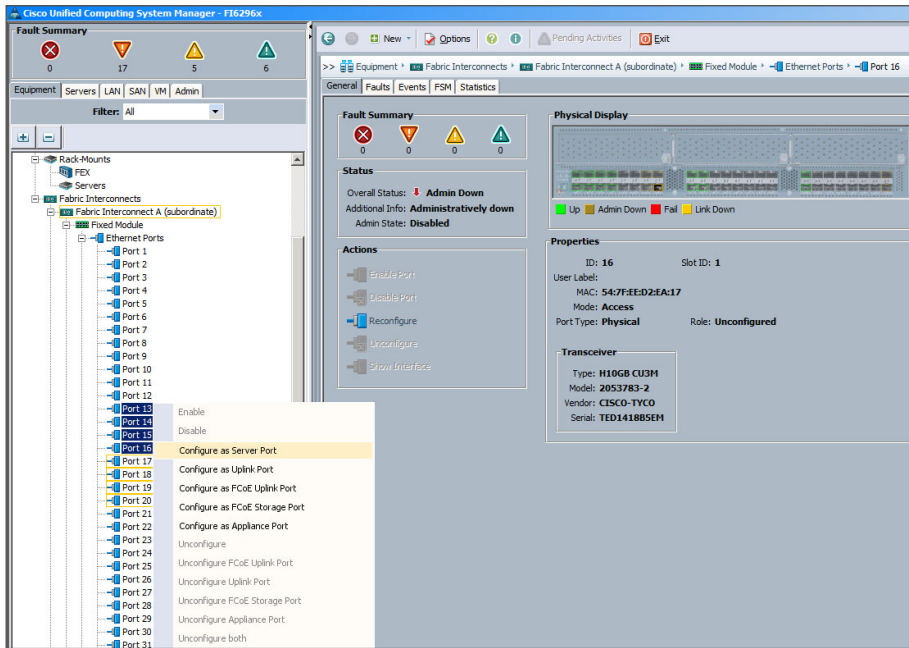 Cisco Unified Computing System Manager - FI6296x
Fault Summary
0 17 5 6
Equipment Servers LAN SAN VM Admin
Filter: All
Rack-Mounts
FEX
Servers
Fabric Interconnects
Fabric Interconnect A (subordinate)
Fixed Module
Ethernet Ports
Port 1
Port 2
Port 3
Port 4
Port 5
Port 6
Port 7
Port 8
Port 9
Port 10
Port 11
Port 12
Port 13
Port 14
Port 15
Port 16
Port 17
Port 18
Port 19
Port 20
Port 21
Port 22
Port 23
Port 24
Port 25
Port 26
Port 27
Port 28
Port 29
Port 30
Port 31
Enable
Disable
Configure as Server Port
Configure as Uplink Port
Configure as FCoE Uplink Port
Configure as FCoE Storage Port
Configure as Appliance Port
Unconfigure
Unconfigure FCoE Uplink Port
Unconfigure Uplink Port
Unconfigure FCoE Storage Port
Unconfigure Appliance Port
Unconfigure both
New Options Pending Activities Exit
>> Equipment Fabric Interconnects Fabric Interconnect A (subordinate) Fixed Module Ethernet Ports Port 16
General Faults Events FSM Statistics
Fault Summary
0 0 0 0
Status
Overall Status: Admin Down
Additional Info: Administratively down
Admin State: Disabled
Actions
Enable Port
Disable Port
Reconfigure
Unconfigure
Show Interface
Physical Display
Up Admin Down Fail Link Down
Properties
ID: 16 Slot ID: 1
User Label:
MAC: 54:7F:EE:D2:EA:17
Mode: Access
Port Type: Physical Role: Unconfigured
Transceiver
Type: H10GB CU3M
Model: 2053783-2
Vendor: CISCO-TYCO
Serial: TED1418B5EM